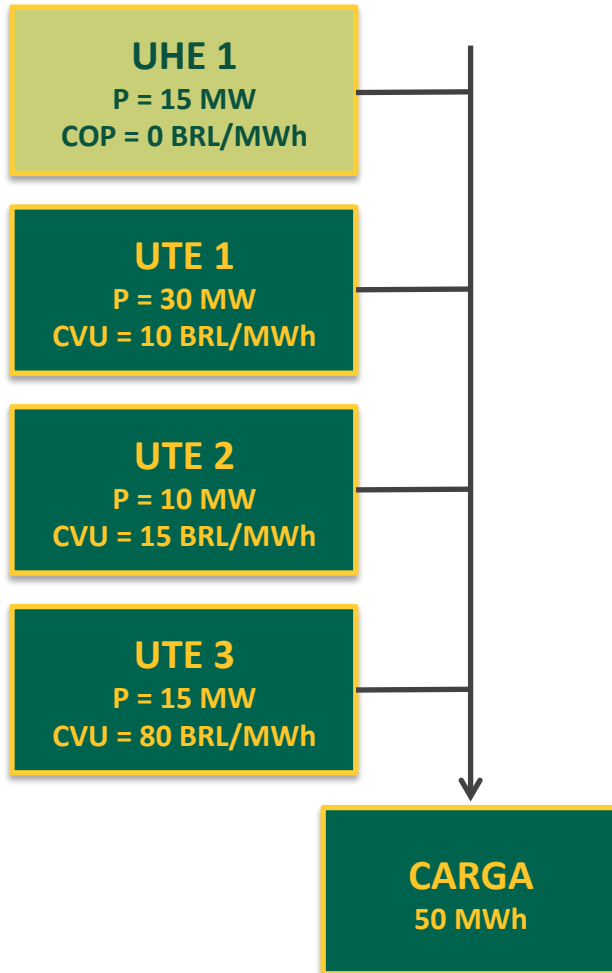 UHE 1
P = 15 MW
COP = 0 BRL/MWh
UTE 1
P = 30 MW
CVU = 10 BRL/MWh
UTE 2
P = 10 MW
CVU = 15 BRL/MWh
UTE 3
P = 15 MW
CVU = 80 BRL/MWh
CARGA
50 MWh